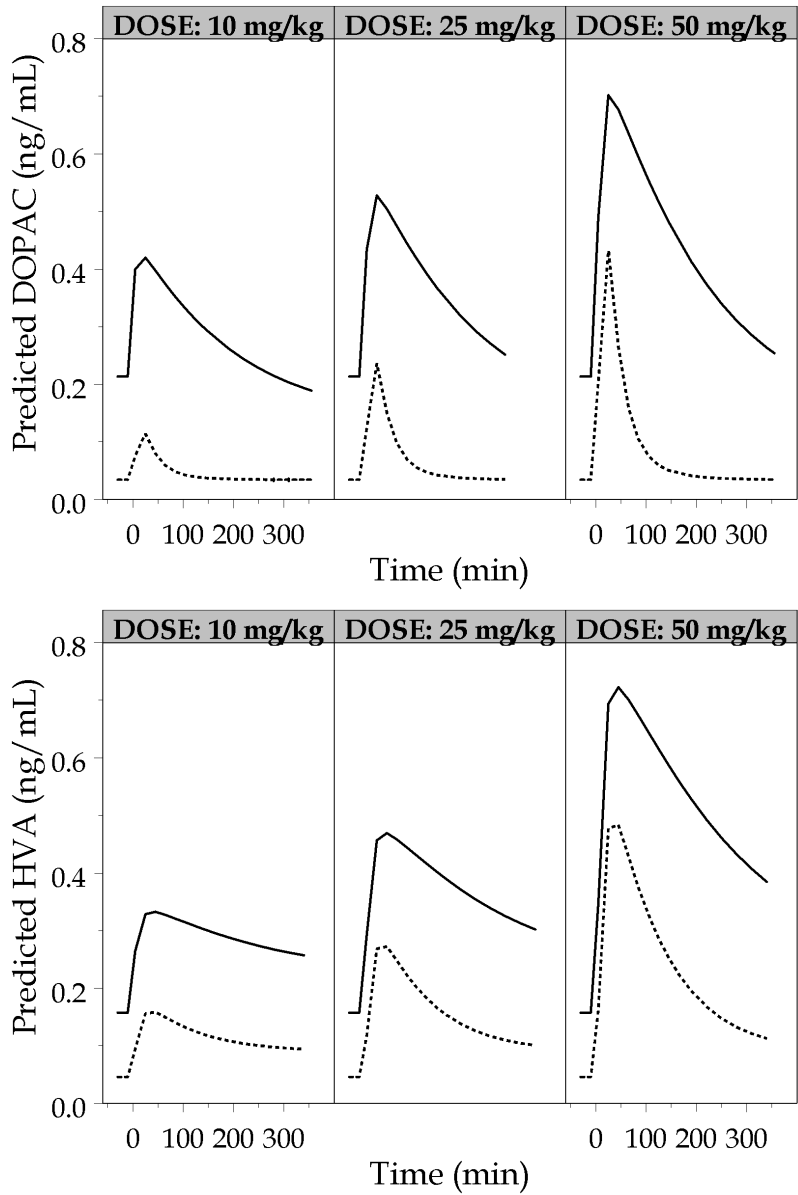 DOSE: 10 mg/kg DOSE: 25 mg/kg DOSE: 50 mg/kg
Predicted DOPAC (ng/mL)
0.8
0.6
0.4
0.2
0.0
0 100 200 300 0 100 200 300
Time (min)
DOSE: 10 mg/kg DOSE: 25 mg/kg DOSE: 50 mg/kg
Predicted HVA (ng/mL)
0.8
0.6
0.4
0.2
0.0
0 100 200 300 0 100 200 300
Time (min)